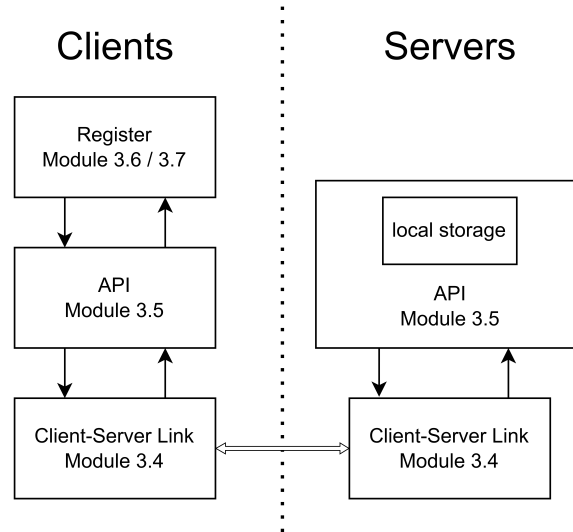 Clients
Servers
Register
Module 3.6 / 3.7
API
Module 3.5
Client-Server Link
Module 3.4
local storage
API
Module 3.5
Client-Server Link
Module 3.4